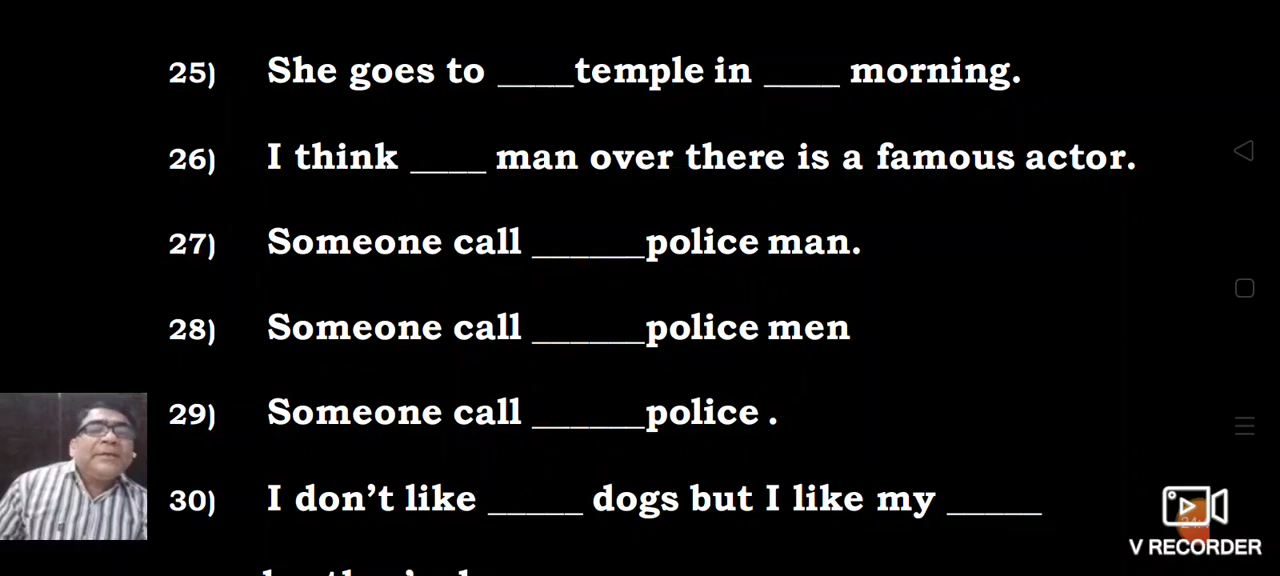 25) She goes to ____temple in ____ morning.
26) I think ____ man over there is a famous actor.
27) Someone call ______police man.
28) Someone call ______police men
29) Someone call ______police .
30) I don’t like _____ dogs but I like my _____
V RECORDER